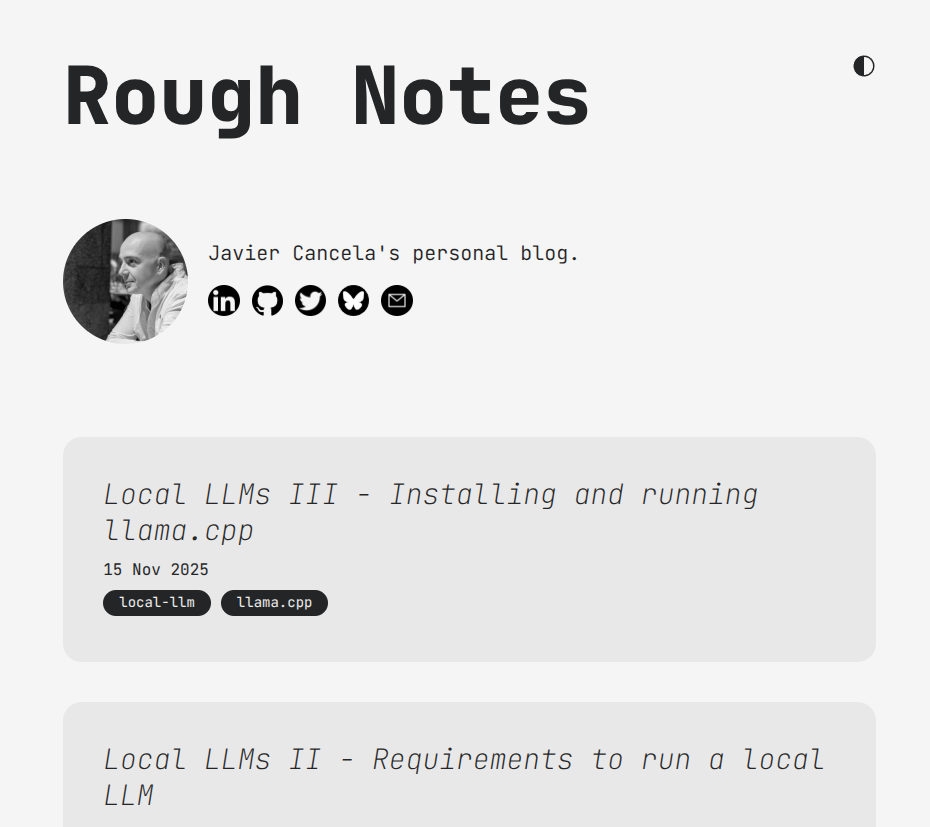 Rough Notes
Javier Cancela's personal blog.
in
Local LLMs III - Installing and running
llama.cpp
15 Nov 2025
local-llm llama.cpp
Local LLMs II - Requirements to run a local
LLM